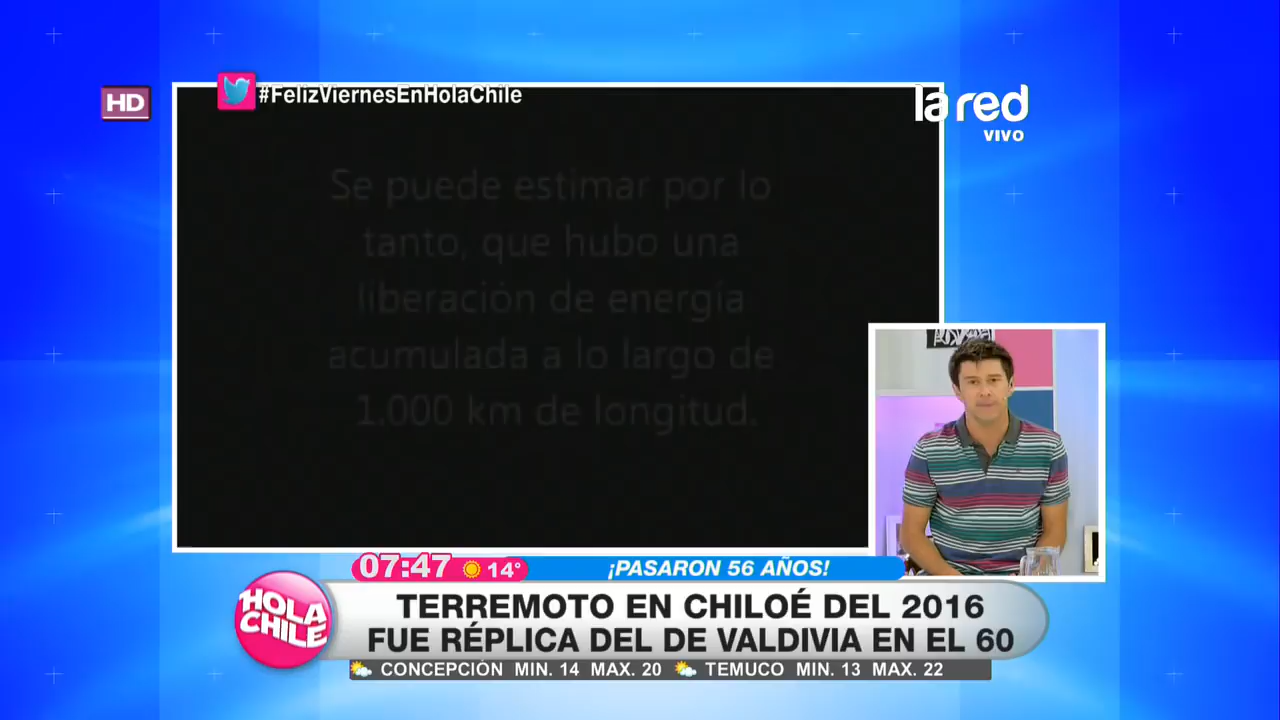 HD
#FelizViernesEnHolaChile
la red
VIVO
Se puede estimar por lo
tanto, que hubo una
liberación de energía
acumulada a lo largo de
1.000 km de longitud.
07:47 14°
¡PASARON 56 AÑOS!
HOLA
CHILE
TERREMOTO EN CHILOÉ DEL 2016
FUE RÉPLICA DEL DE VALDIVIA EN EL 60
CONCEPCIÓN MIN. 14 MAX. 20 TEMUCO MIN. 13 MAX. 22